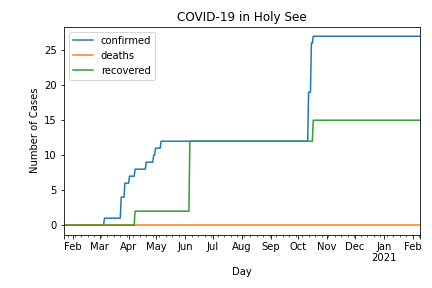 COVID-19 in Holy See
confirmed
deaths
recovered
Number of Cases
25
20
15
10
5
0
Feb Mar Apr May Jun Jul Aug Sep Oct Nov Dec Jan Feb
2021
Day